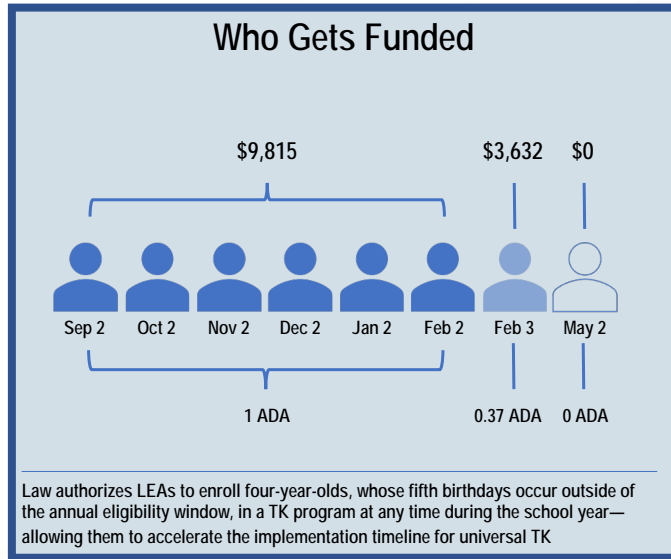 Who Gets Funded
$9,815 $3,632 $0
Sep 2 Oct 2 Nov 2 Dec 2 Jan 2 Feb 2 Feb 3 May 2
1 ADA 0.37 ADA 0 ADA
Law authorizes LEAs to enroll four-year-olds, whose fifth birthdays occur outside of
the annual eligibility window, in a TK program at any time during the school year—
allowing them to accelerate the implementation timeline for universal TK